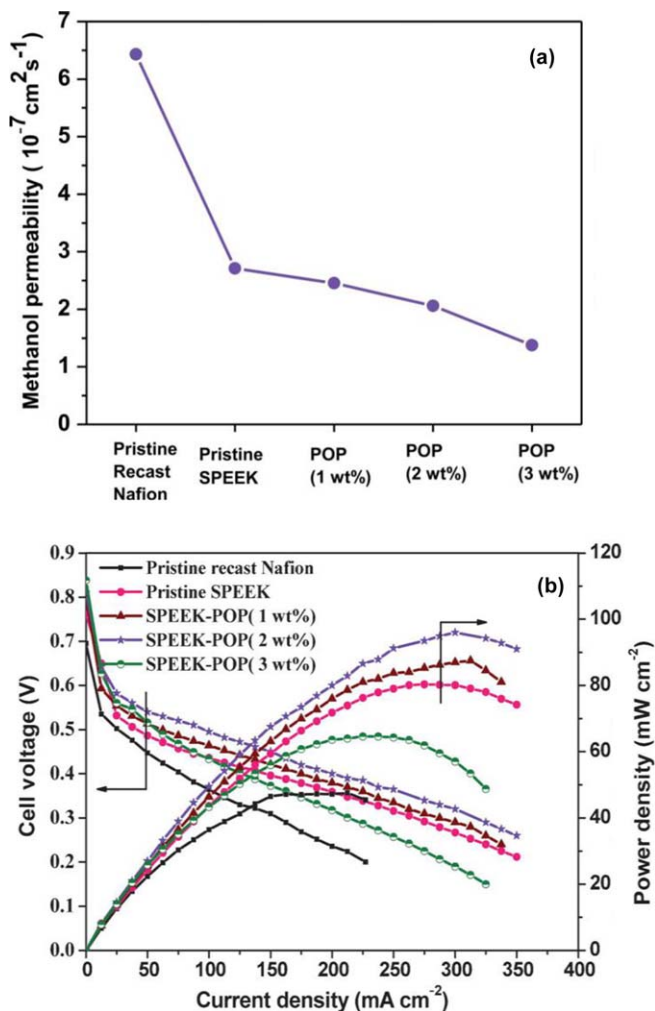 (a)
Methanol permeability ( 10⁻⁷ cm² s⁻¹)
7
6
5
4
3
2
1
0
Pristine Recast Nafion
Pristine SPEEK
POP (1 wt%)
POP (2 wt%)
POP (3 wt%)
(b)
Pristine recast Nafion
Pristine SPEEK
SPEEK-POP( 1 wt%)
SPEEK-POP( 2 wt%)
SPEEK-POP( 3 wt%)
Cell voltage (V)
0.9
0.8
0.7
0.6
0.5
0.4
0.3
0.2
0.1
0.0
120
100
80
60
40
20
0
Power density (mW cm⁻²)
0 50 100 150 200 250 300 350 400
Current density (mA cm⁻²)